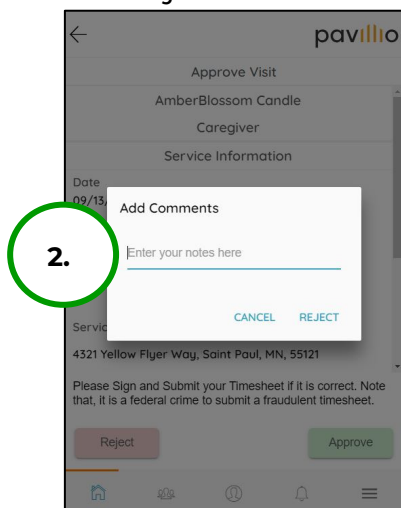 pavillio
Approve Visit
AmberBlossom Candle
Caregiver
Service Information
Date
09/13/
Add Comments
2.
Enter your notes here
CANCEL REJECT
Servic
4321 Yellow Flyer Way, Saint Paul, MN, 55121
Please Sign and Submit your Timesheet if it is correct. Note
that, it is a federal crime to submit a fraudulent timesheet.
Reject Approve